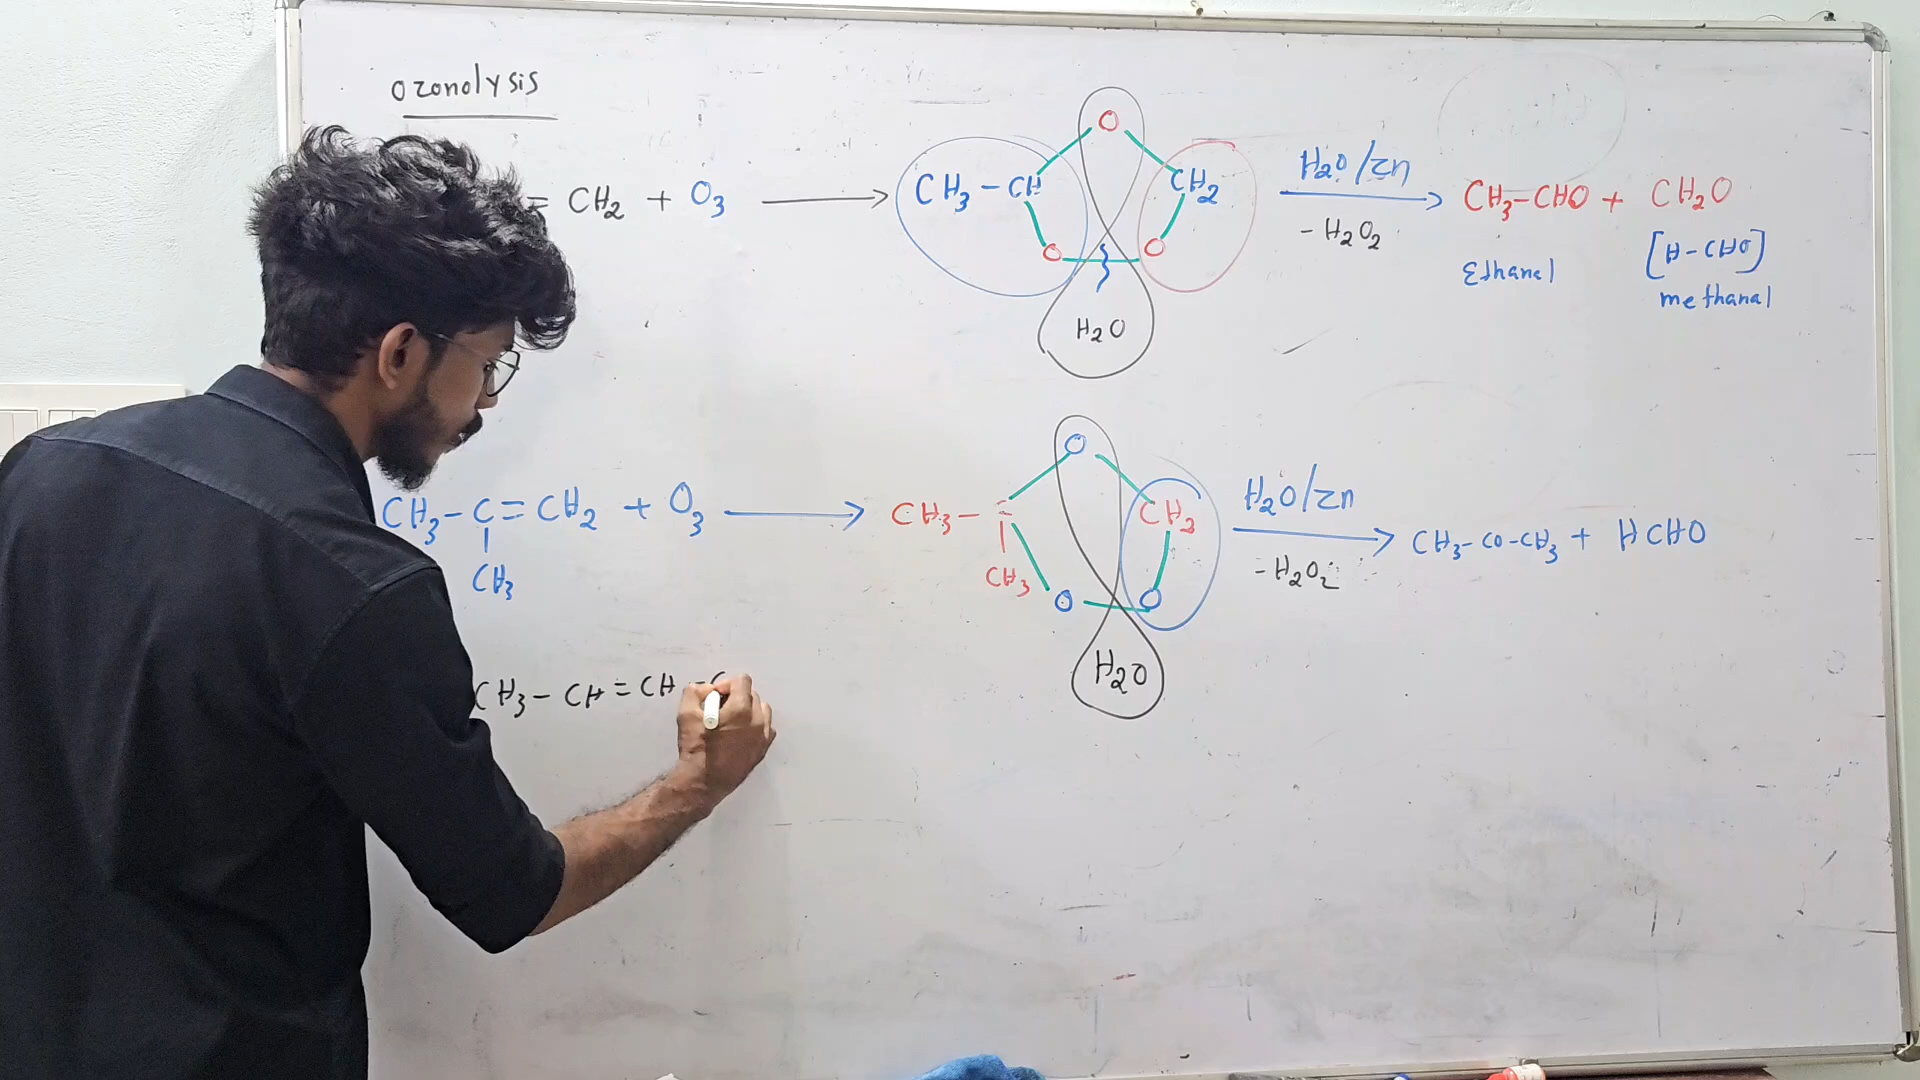 Ozonolysis
= CH2 + O3 ⟶
O
CH3 - CH
CH2
O
O
H2O
H2O/Zn
- H2O2
CH3-CHO + CH2O
[H-CHO]
Ethanal
methanal
CH3-C=CH2 + O3 ⟶
CH3
O
CH3 - C
CH3
CH3
O
O
H2O
H2O/Zn
- H2O2
CH3-CO-CH3 + HCHO
CH3 - CH = CH - C